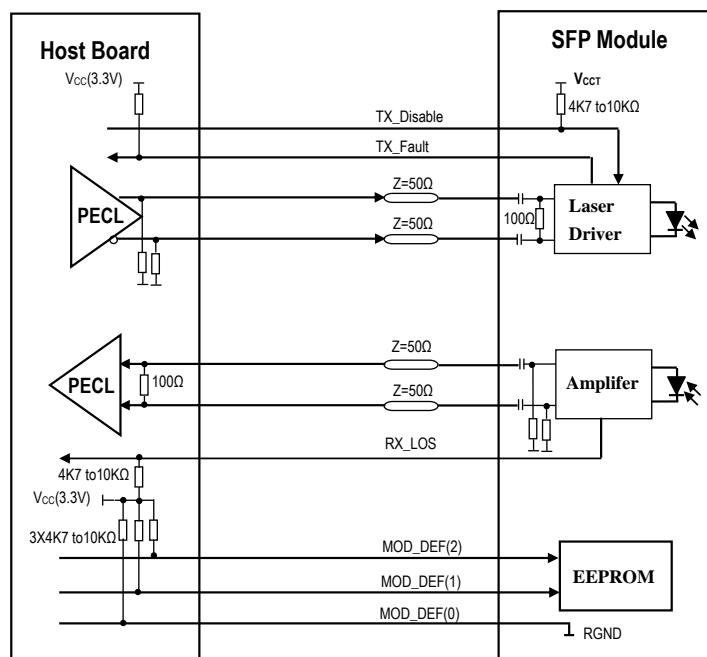 Host Board
SFP Module
VCC(3.3V)
VCCT
4K7 to10KΩ
TX_Disable
TX_Fault
PECL
Z=50Ω
Z=50Ω
100Ω
Laser
Driver
PECL
100Ω
Z=50Ω
Z=50Ω
Amplifer
RX_LOS
4K7 to10KΩ
VCC(3.3V)
3X4K7 to10KΩ
MOD_DEF(2)
MOD_DEF(1)
MOD_DEF(0)
EEPROM
RGND